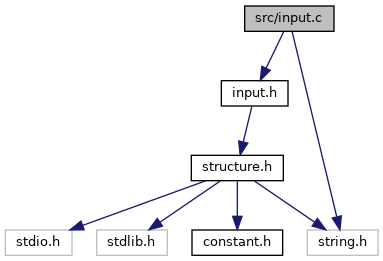 src/input.c
input.h
structure.h
stdio.h
stdlib.h
constant.h
string.h